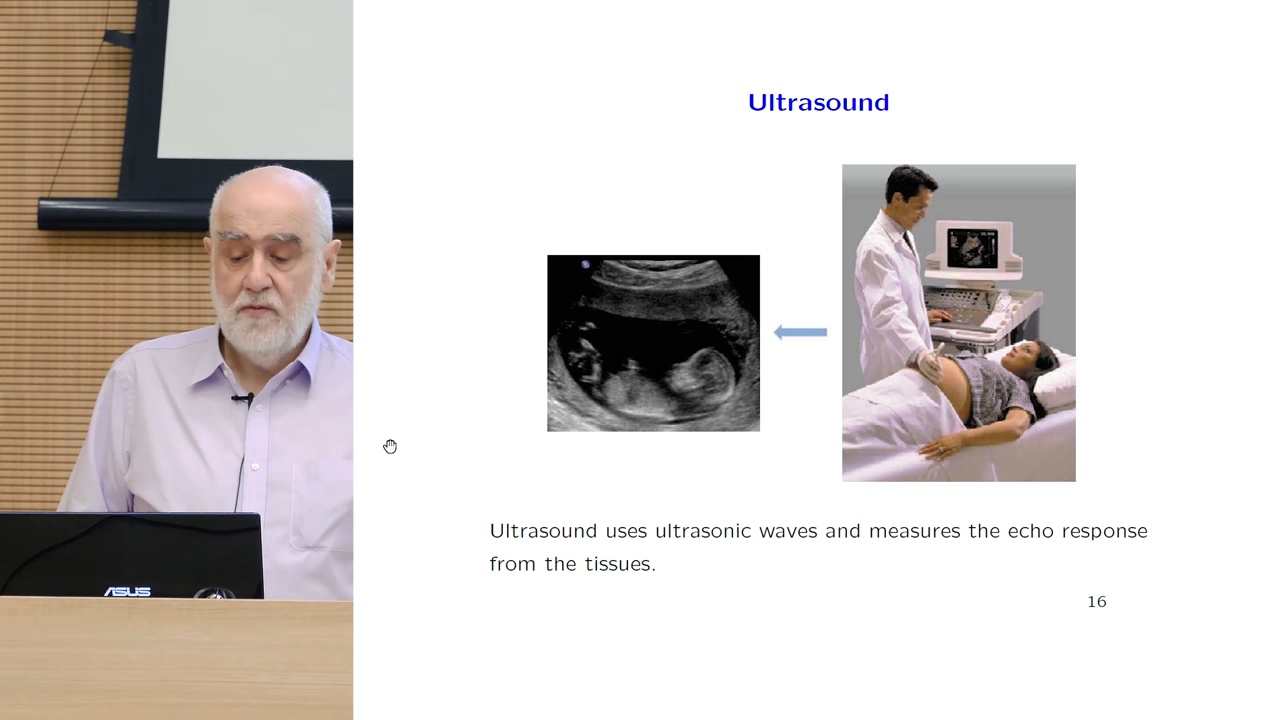 Ultrasound
Ultrasound uses ultrasonic waves and measures the echo response
from the tissues.
16
ASUS